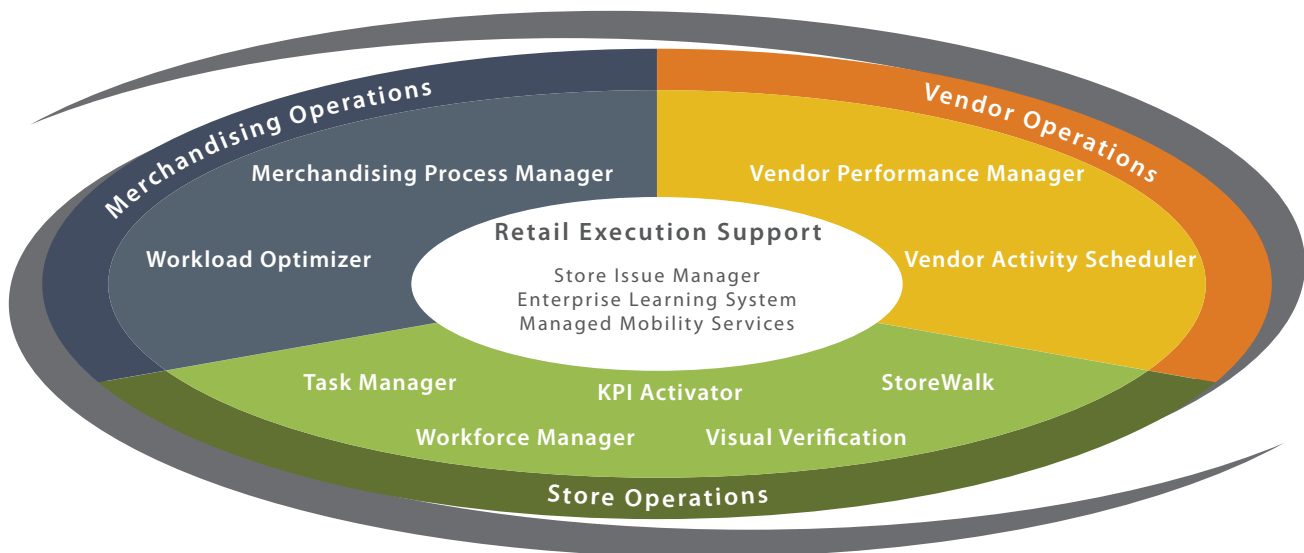 Merchandising Operations
Vendor Operations
Merchandising Process Manager
Vendor Performance Manager
Workload Optimizer
Vendor Activity Scheduler
Retail Execution Support
Store Issue Manager
Enterprise Learning System
Managed Mobility Services
Task Manager
KPI Activator
StoreWalk
Workforce Manager
Visual Verification
Store Operations